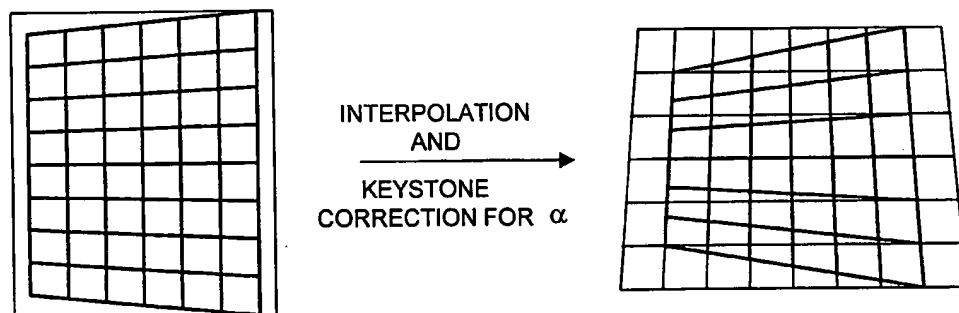 INTERPOLATION
AND
KEYSTONE
CORRECTION FOR α